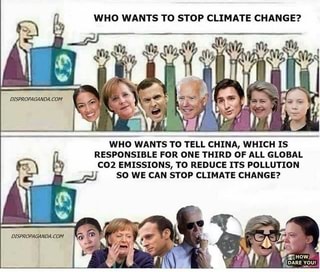 WHO WANTS TO STOP CLIMATE CHANGE?
DISPROPAGANDA.COM
WHO WANTS TO TELL CHINA, WHICH IS
RESPONSIBLE FOR ONE THIRD OF ALL GLOBAL
CO2 EMISSIONS, TO REDUCE ITS POLLUTION
SO WE CAN STOP CLIMATE CHANGE?
DISPROPAGANDA.COM
HOW
DARE YOU!